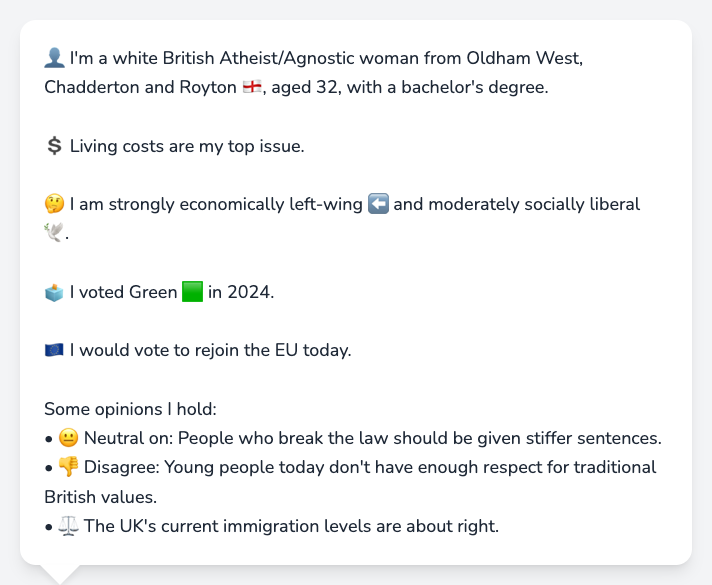 👤 I'm a white British Atheist/Agnostic woman from Oldham West,
Chadderton and Royton 🏴󠁧󠁢󠁥󠁮󠁧󠁿, aged 32, with a bachelor's degree.
💲 Living costs are my top issue.
🤔 I am strongly economically left-wing ⬅️ and moderately socially liberal
🕊️.
🗳️ I voted Green 🟩 in 2024.
🇪🇺 I would vote to rejoin the EU today.
Some opinions I hold:
• 😐 Neutral on: People who break the law should be given stiffer sentences.
• 👎 Disagree: Young people today don't have enough respect for traditional
British values.
• ⚖️ The UK's current immigration levels are about right.